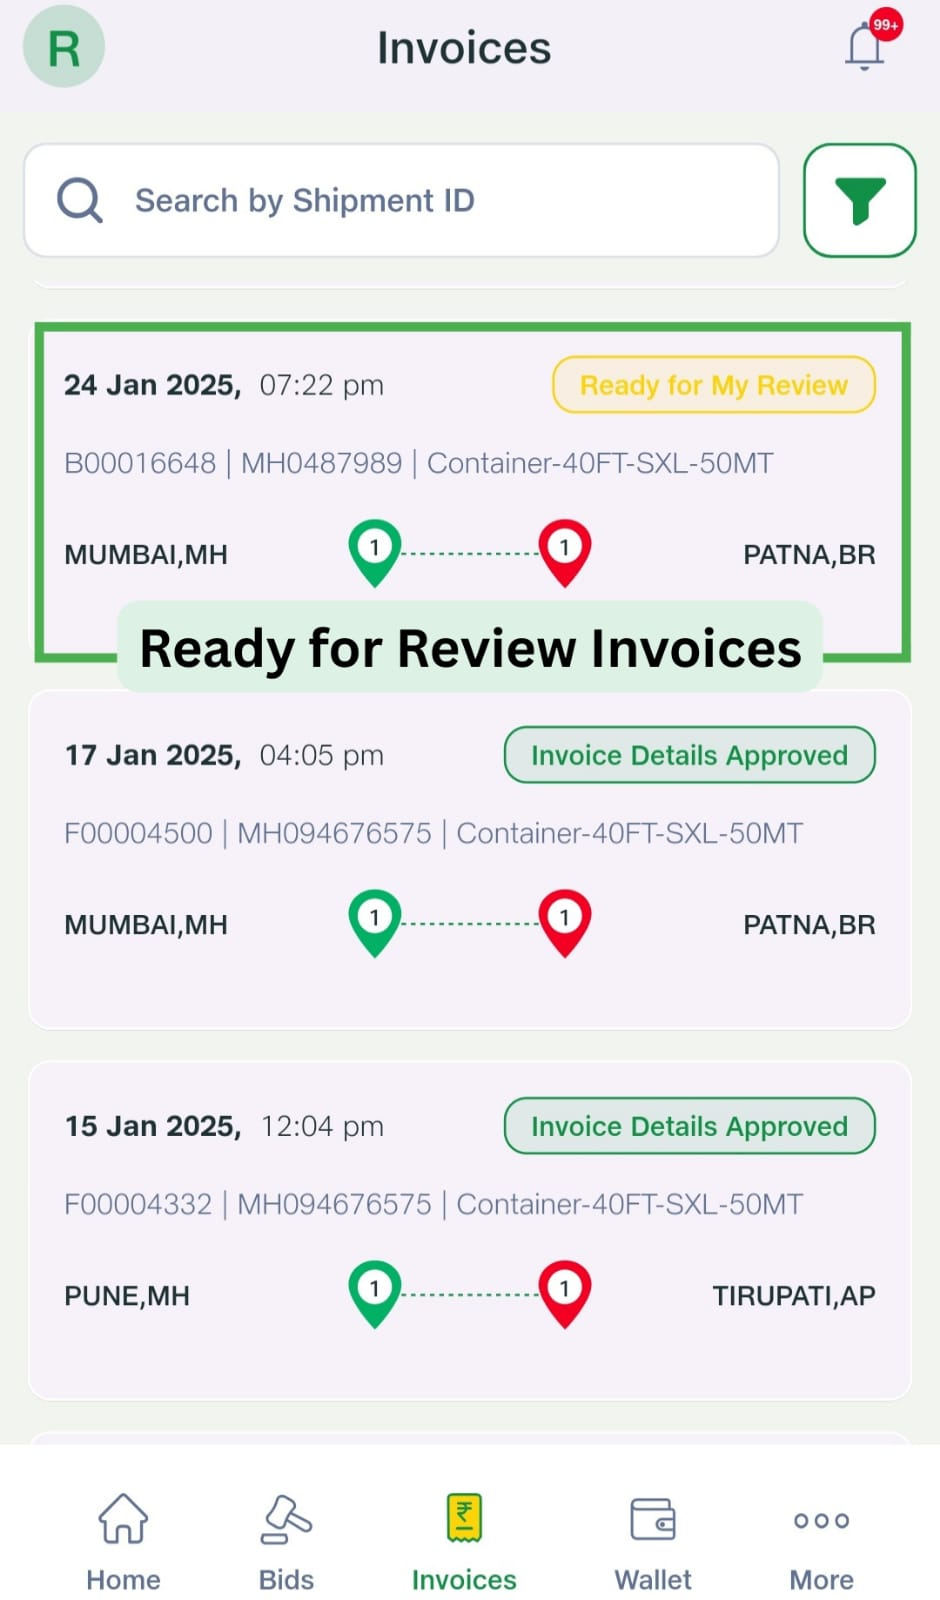 R
Invoices
99+
Search by Shipment ID
24 Jan 2025, 07:22 pm
Ready for My Review
B00016648 | MH0487989 | Container-40FT-SXL-50MT
MUMBAI,MH 1 1 PATNA,BR
Ready for Review Invoices
17 Jan 2025, 04:05 pm
Invoice Details Approved
F00004500 | MH094676575 | Container-40FT-SXL-50MT
MUMBAI,MH 1 1 PATNA,BR
15 Jan 2025, 12:04 pm
Invoice Details Approved
F00004332 | MH094676575 | Container-40FT-SXL-50MT
PUNE,MH 1 1 TIRUPATI,AP
₹
Home Bids Invoices Wallet More